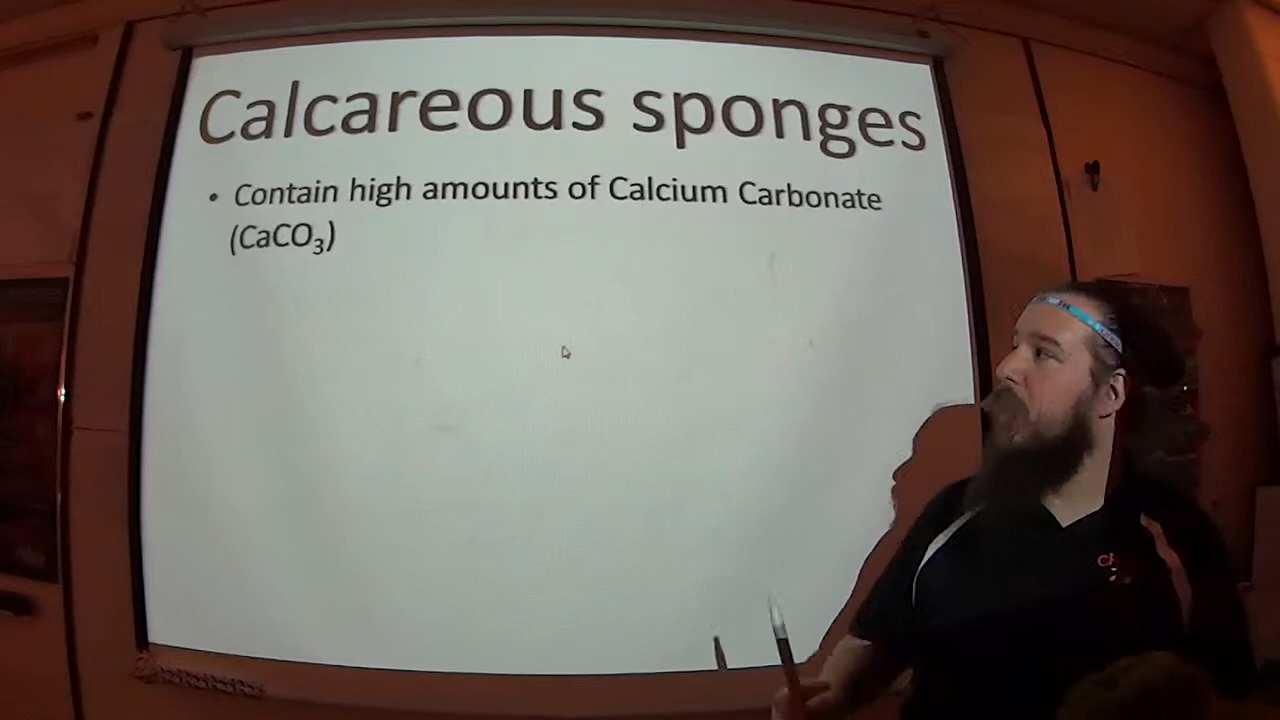 Calcareous sponges
• Contain high amounts of Calcium Carbonate
(CaCO₃)